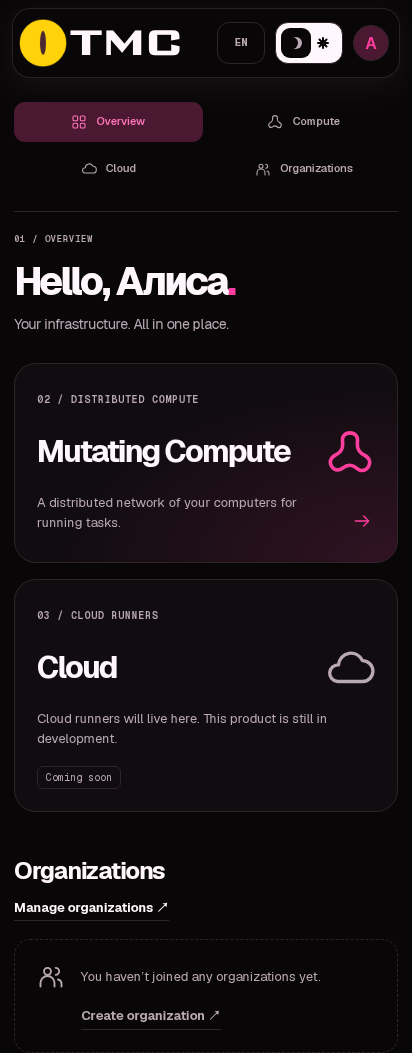 TMC
EN
A
Overview
Compute
Cloud
Organizations
01 / OVERVIEW
Hello, Алиса.
Your infrastructure. All in one place.
02 / DISTRIBUTED COMPUTE
Mutating Compute
A distributed network of your computers for
running tasks.
→
03 / CLOUD RUNNERS
Cloud
Cloud runners will live here. This product is still in
development.
Coming soon
Organizations
Manage organizations ↗
You haven’t joined any organizations yet.
Create organization ↗